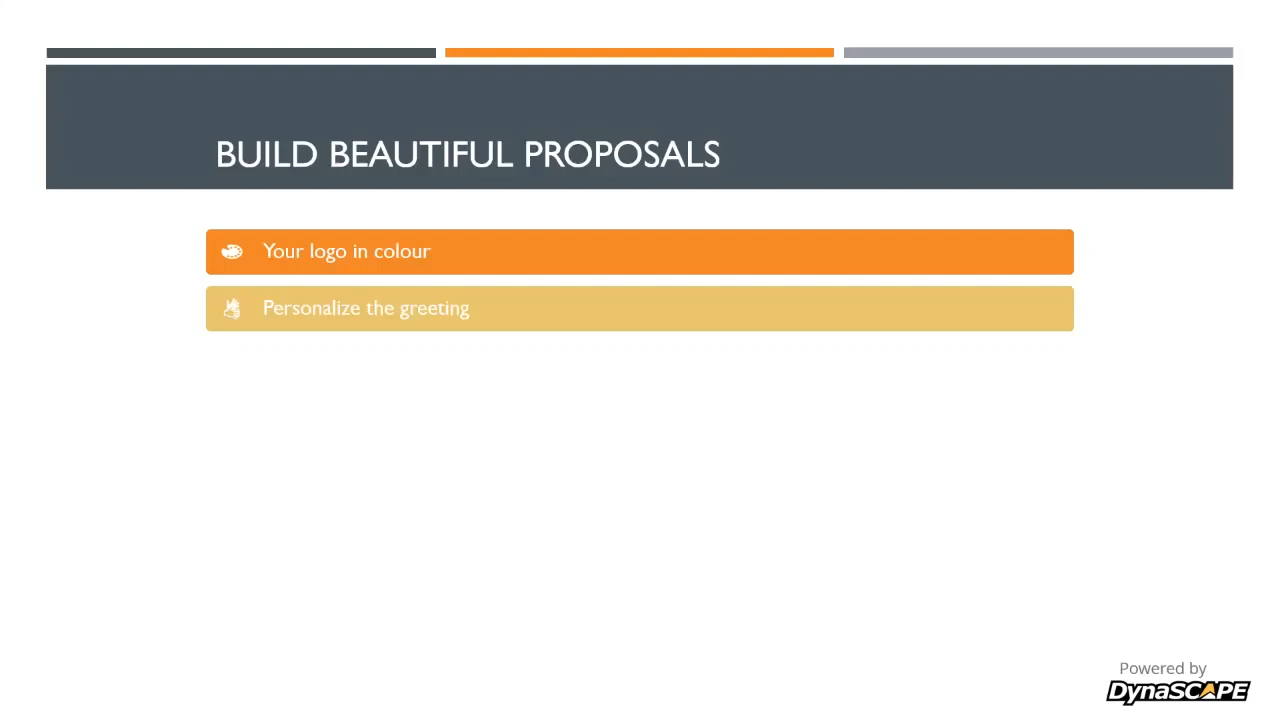 BUILD BEAUTIFUL PROPOSALS
Your logo in colour
Personalize the greeting
Powered by
DynaSCAPE